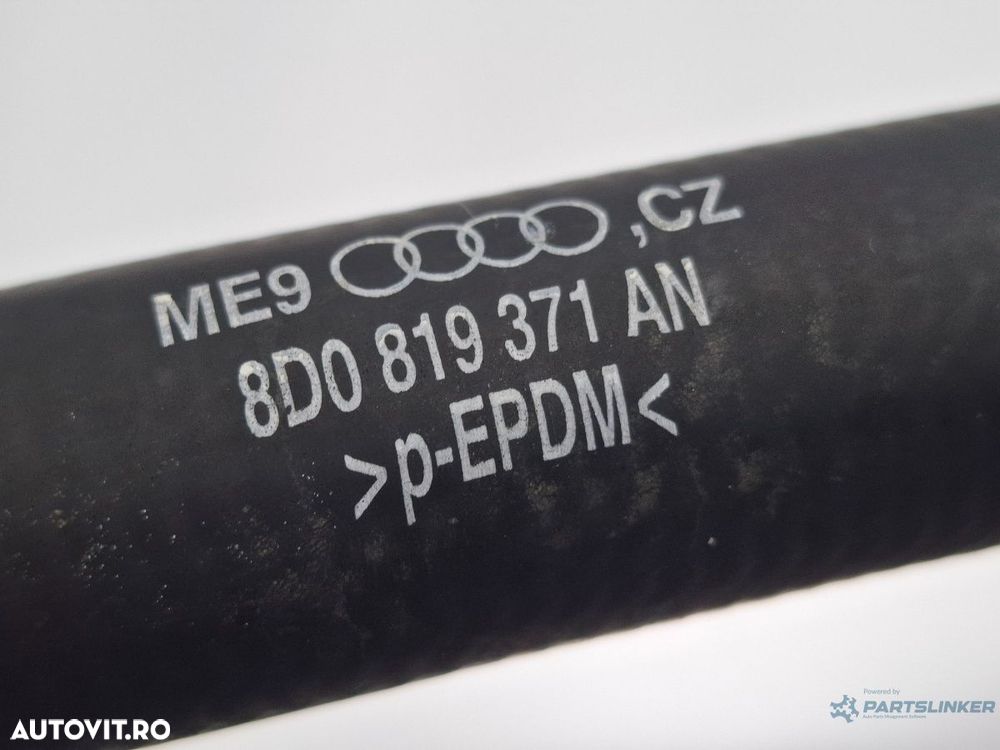 ME9 ,CZ
8D0 819 371 AN
>p-EPDM<
AUTOVIT.RO
Powered by
PARTSLINKER
Auto Parts Management Software